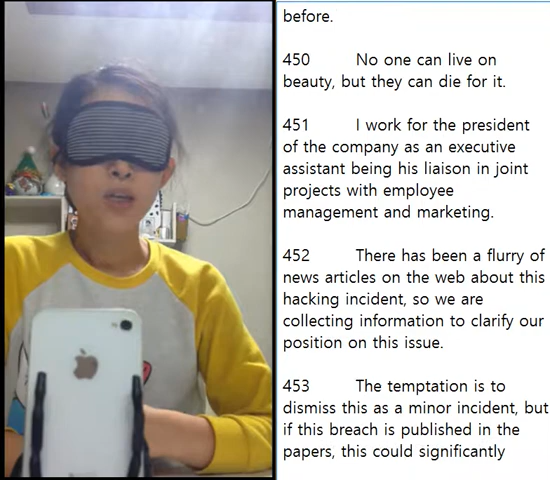 before.
450 No one can live on
beauty, but they can die for it.
451 I work for the president
of the company as an executive
assistant being his liaison in joint
projects with employee
management and marketing.
452 There has been a flurry of
news articles on the web about this
hacking incident, so we are
collecting information to clarify our
position on this issue.
453 The temptation is to
dismiss this as a minor incident, but
if this breach is published in the
papers, this could significantly